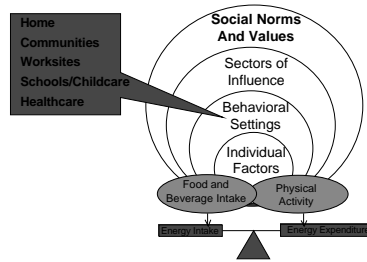 Home
Communities
Worksites
Schools/Childcare
Healthcare
Social Norms
And Values
Sectors of
Influence
Behavioral
Settings
Individual
Factors
Food and
Beverage Intake
Physical
Activity
Energy Intake
Energy Expenditure